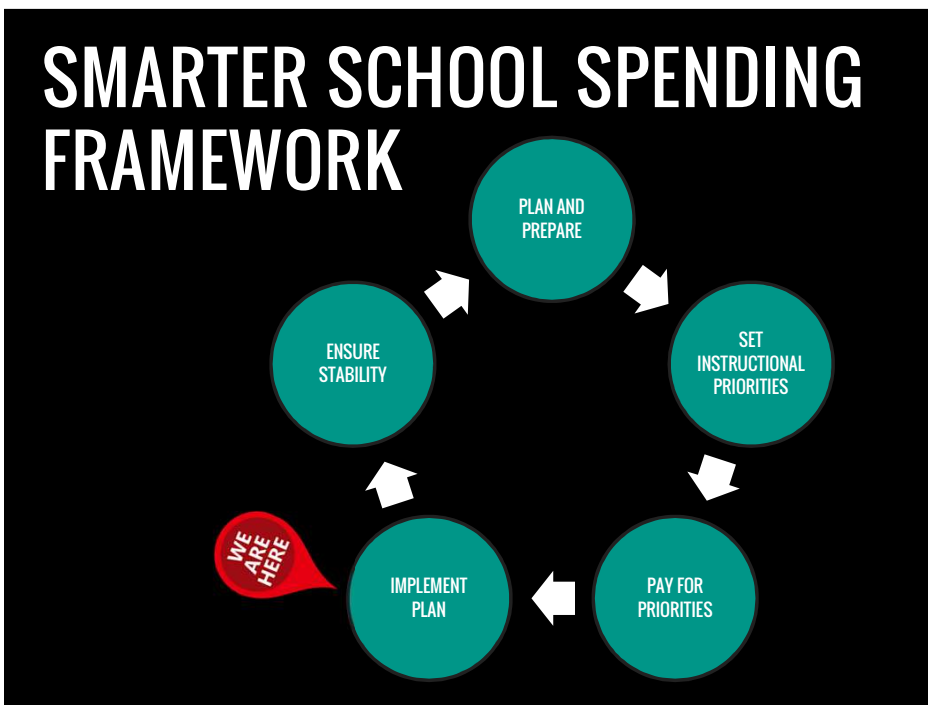 SMARTER SCHOOL SPENDING
FRAMEWORK
PLAN AND
PREPARE
SET
INSTRUCTIONAL
PRIORITIES
PAY FOR
PRIORITIES
IMPLEMENT
PLAN
WE
ARE
HERE
ENSURE
STABILITY